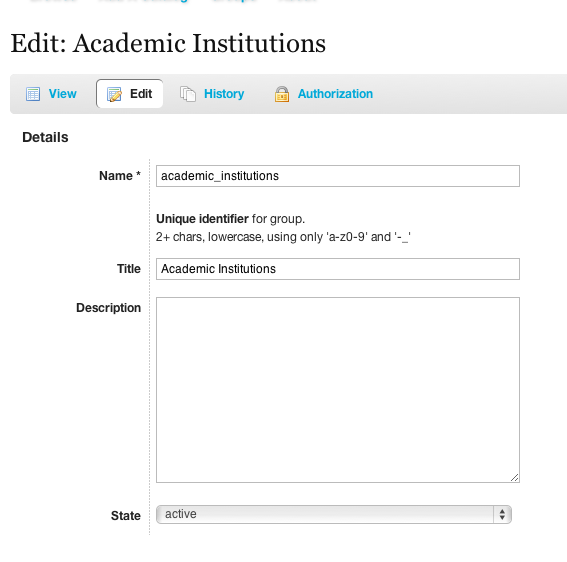 Edit: Academic Institutions
View
Edit
History
Authorization
Details
Name *
academic_institutions
Unique identifier for group.
2+ chars, lowercase, using only 'a-z0-9' and '-_'
Title
Academic Institutions
Description
State
active